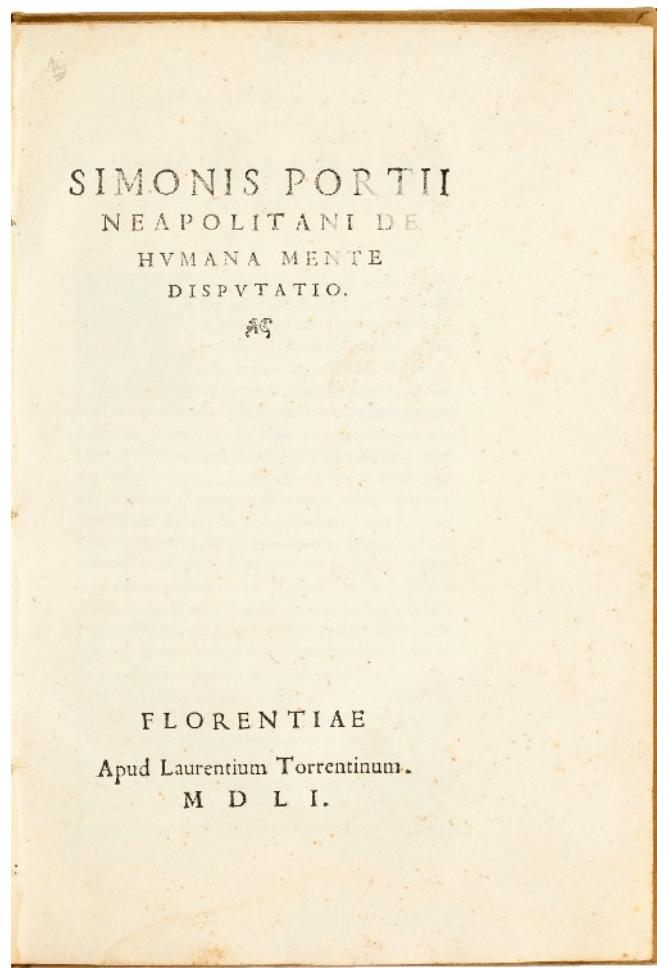 SIMONIS PORTII
NEAPOLITANI DE
HVMANA MENTE
DISPVTATIO.
FLORENTIAE
Apud Laurentium Torrentinum.
M D L I.